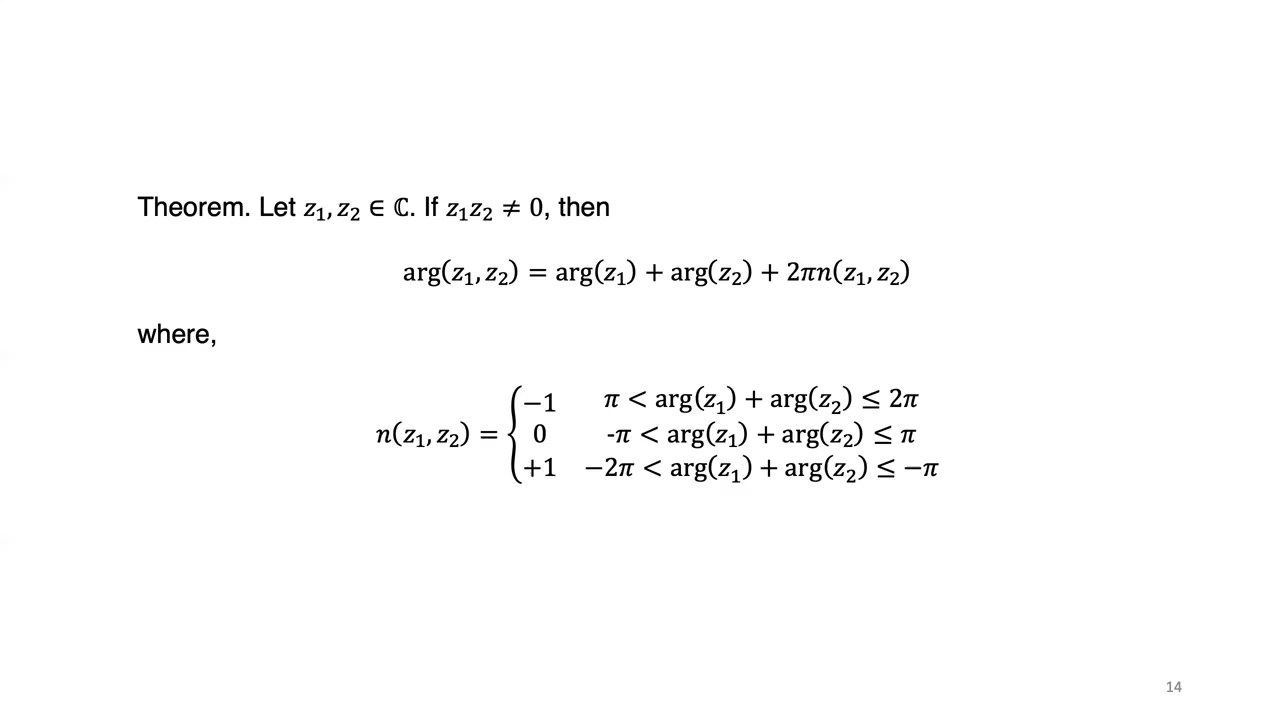 Theorem. Let z₁, z₂ ∈ ℂ. If z₁z₂ ≠ 0, then
arg(z₁, z₂) = arg(z₁) + arg(z₂) + 2πn(z₁, z₂)
where,
n(z₁, z₂) = { −1 π < arg(z₁) + arg(z₂) ≤ 2π
0 -π < arg(z₁) + arg(z₂) ≤ π
+1 −2π < arg(z₁) + arg(z₂) ≤ −π
14